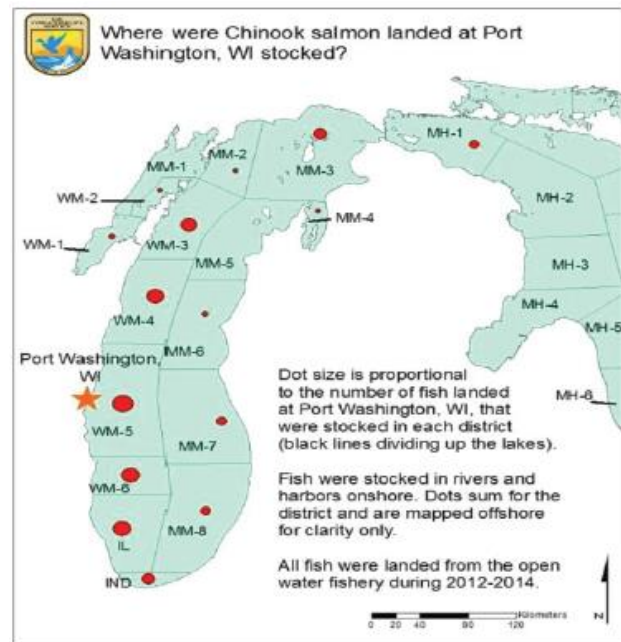 Where were Chinook salmon landed at Port
Washington, WI stocked?
MH-1
MM-2
MM-1
MM-3
WM-2
MH-2
MM-4
WM-3
WM-1
MM-5
MH-3
WM-4
MH-4
MH-5
MM-6
Port Washington,
WI
Dot size is proportional
to the number of fish landed
at Port Washington, WI, that
were stocked in each district
(black lines dividing up the lakes).
MH-6
WM-5
MM-7
Fish were stocked in rivers and
harbors onshore. Dots sum for the
district and are mapped offshore
for clarity only.
WM-6
MM-8
IL
All fish were landed from the open
water fishery during 2012-2014.
IND
Kilometers
0 20 40 80 120
N